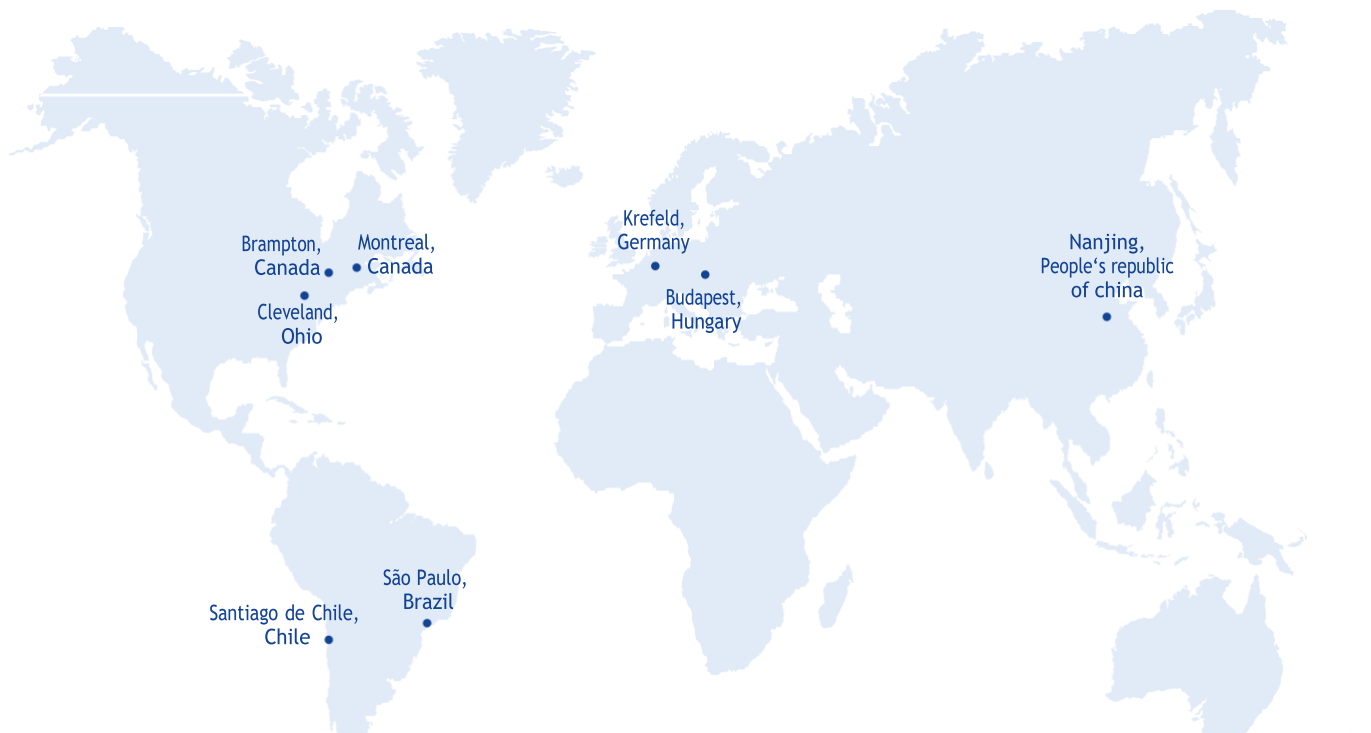 Brampton,
Canada
Montreal,
Canada
Cleveland,
Ohio
Krefeld,
Germany
Budapest,
Hungary
Nanjing,
People‘s republic
of china
São Paulo,
Brazil
Santiago de Chile,
Chile